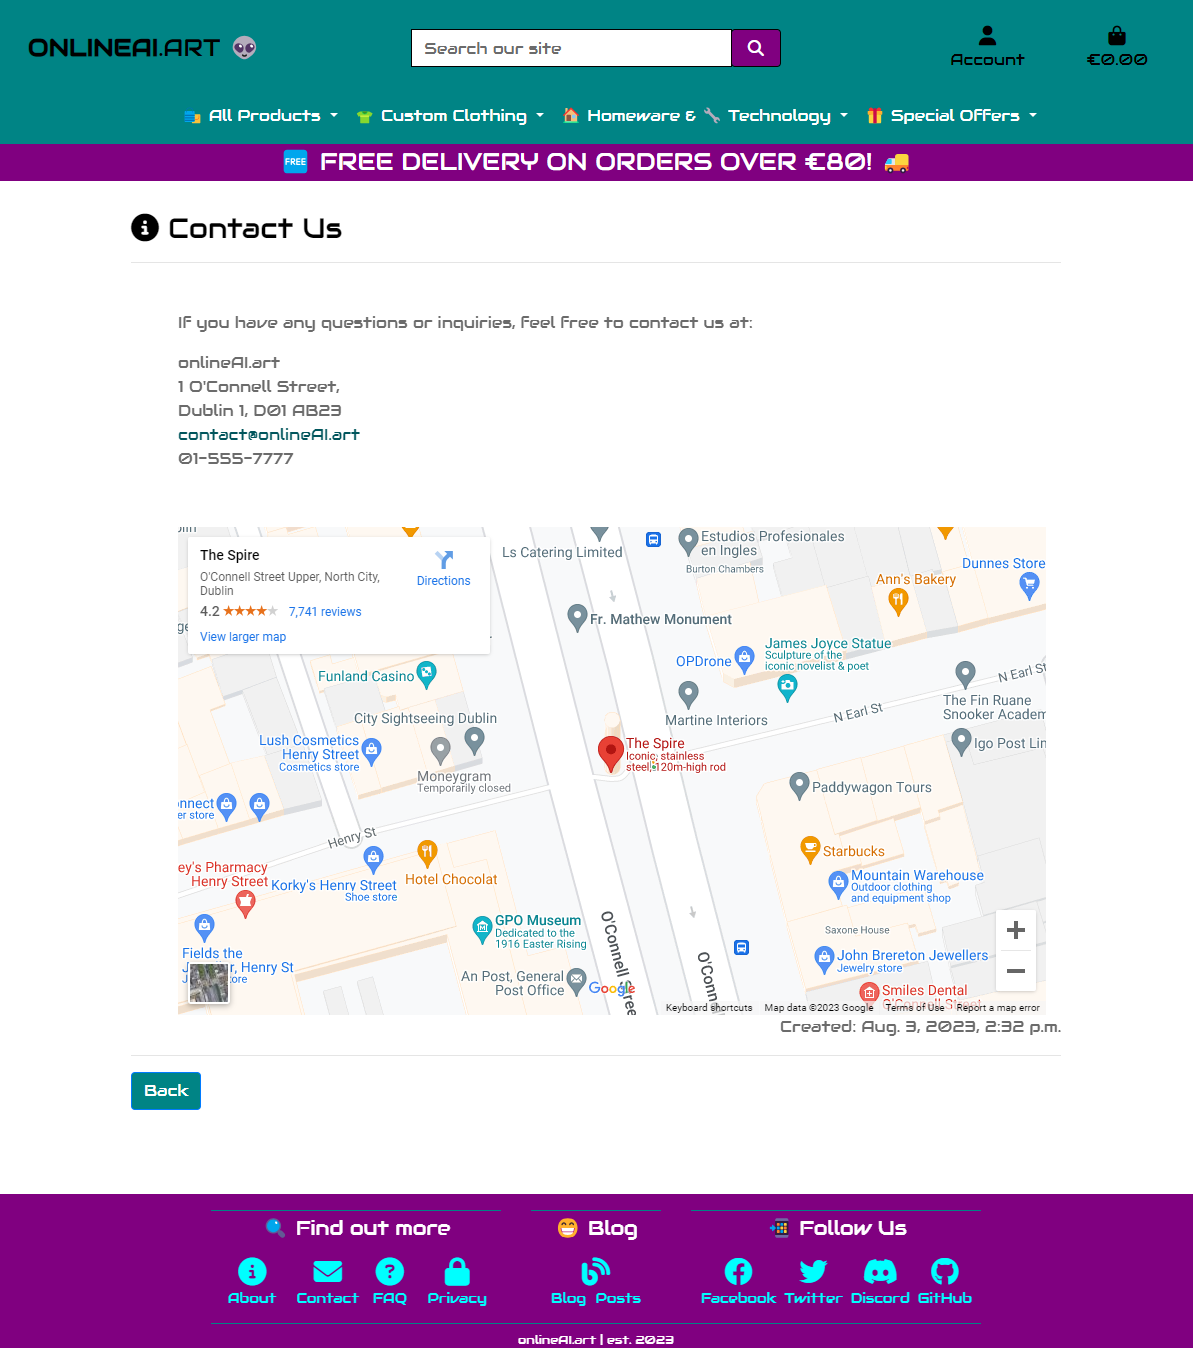 ONLINEAI.ART
Search our site
Account
€0.00
All Products
Custom Clothing
Homeware & Technology
Special Offers
FREE FREE DELIVERY ON ORDERS OVER €80!
Contact Us
If you have any questions or inquiries, feel free to contact us at:
onlineAI.art
1 O'Connell Street,
Dublin 1, D01 AB23
contact@onlineAI.art
01-555-7777
The Spire
O'Connell Street Upper, North City,
Dublin
4.2 ★★★★★ 7,741 reviews
View larger map
Directions
Ls Catering Limited
Estudios Profesionales
en Ingles
Burton Chambers
Dunnes Store
Ann's Bakery
Fr. Mathew Monument
James Joyce Statue
Sculpture of the
iconic novelist & poet
OPDrone
Funland Casino
N Earl St
The Fin Ruane
Snooker Academ
Martine Interiors
N Earl St
City Sightseeing Dublin
Lush Cosmetics
Henry Street
Cosmetics store
The Spire
Iconic, stainless
steel, 120m-high rod
Igo Post Lin
Moneygram
Temporarily closed
Paddywagon Tours
onnect
er store
Henry St
Starbucks
ey's Pharmacy
Henry Street
Korky's Henry Street
Shoe store
Hotel Chocolat
Mountain Warehouse
Outdoor clothing
and equipment shop
GPO Museum
Dedicated to the
1916 Easter Rising
O'Connell Stree
Saxone House
Fields the
Henry St
O'Conn
John Brereton Jewellers
Jewelry store
An Post, General
Post Office
Google
Smiles Dental
O'Connell Street
Keyboard shortcuts
Map data ©2023 Google
Terms of Use
Report a map error
Created: Aug. 3, 2023, 2:32 p.m.
Back
Find out more
Blog
Follow Us
About
Contact
FAQ
Privacy
Blog Posts
Facebook
Twitter
Discord
GitHub
onlineAI.art | est. 2023